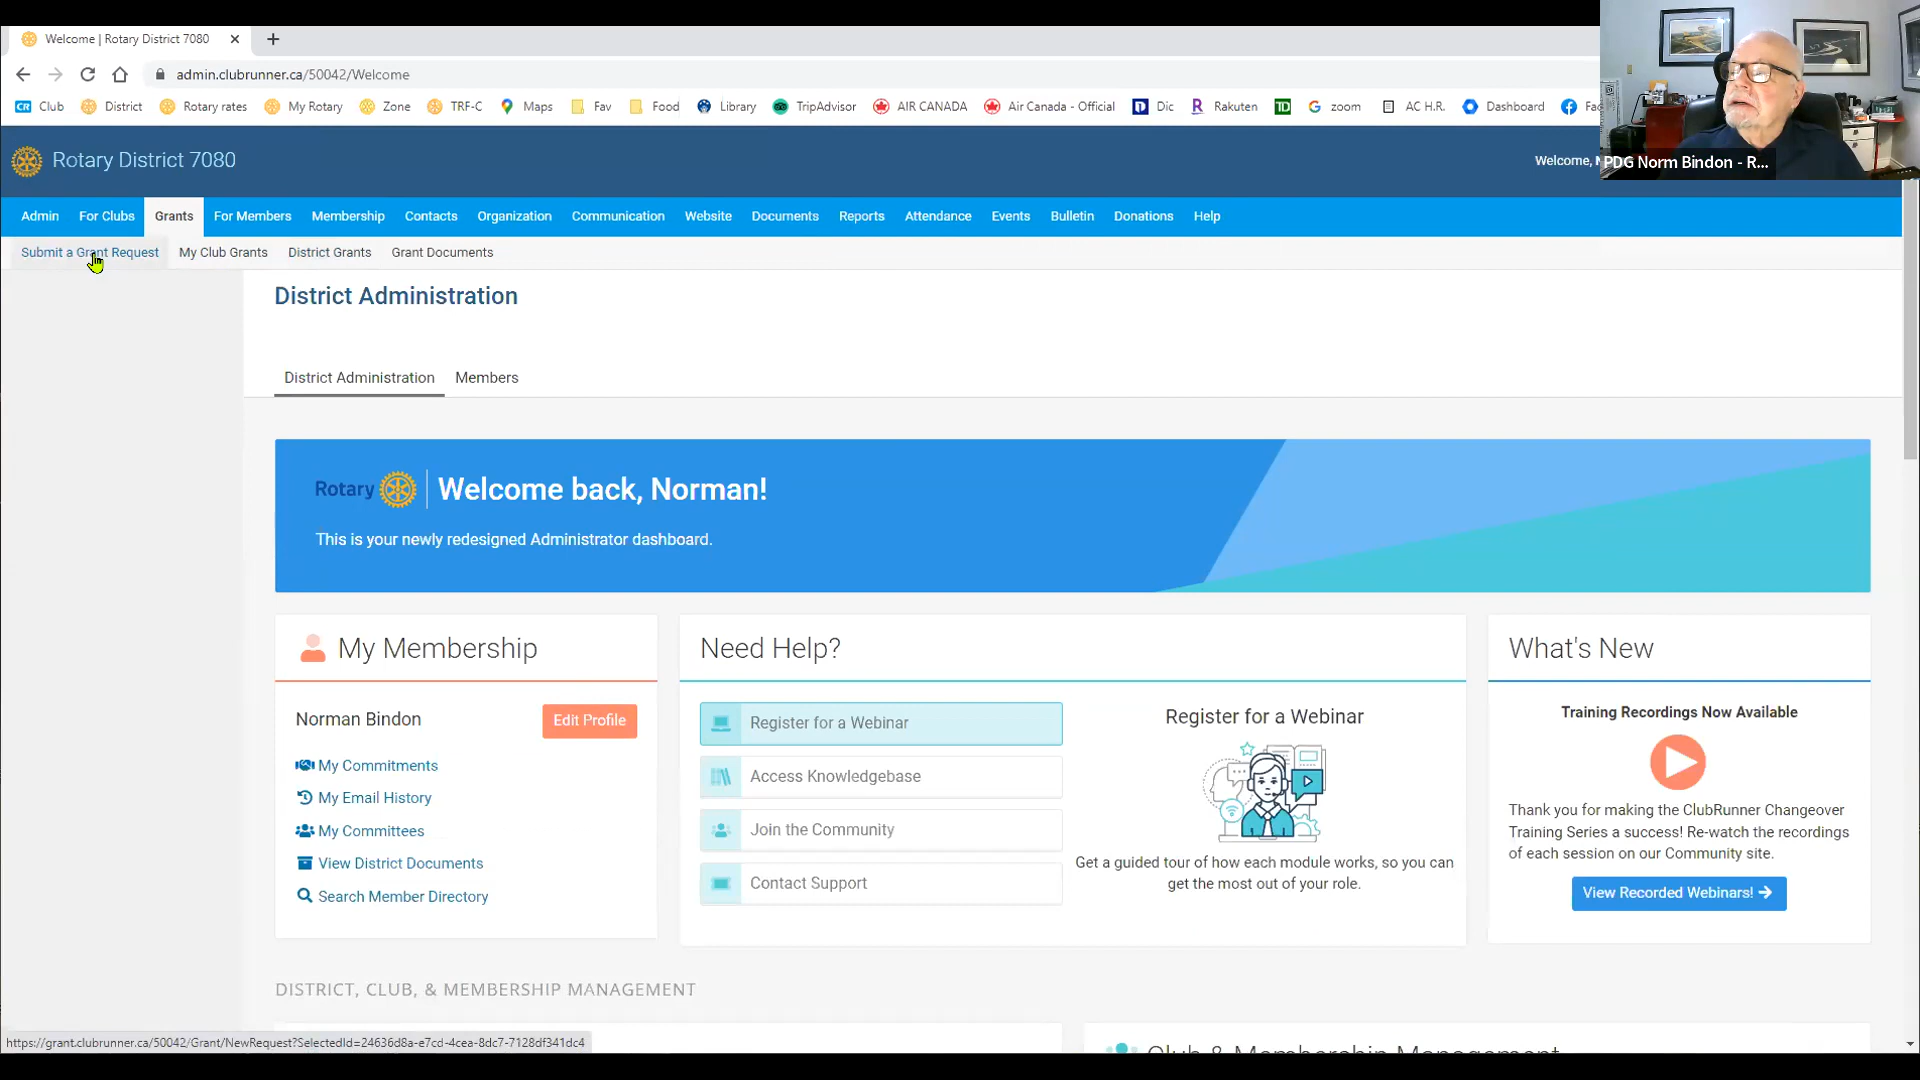 Welcome | Rotary District 7080
admin.clubrunner.ca/50042/Welcome
CR Club District Rotary rates My Rotary Zone TRF-C Maps Fav Food Library TripAdvisor AIR CANADA Air Canada - Official Dic Rakuten TD zoom AC H.R. Dashboard
Rotary District 7080
Welcome,
PDG Norm Bindon - R...
Admin For Clubs Grants For Members Membership Contacts Organization Communication Website Documents Reports Attendance Events Bulletin Donations Help
Submit a Grant Request My Club Grants District Grants Grant Documents
District Administration
District Administration Members
Rotary Welcome back, Norman!
This is your newly redesigned Administrator dashboard.
My Membership
Norman Bindon
Edit Profile
My Commitments
My Email History
My Committees
View District Documents
Search Member Directory
Need Help?
Register for a Webinar
Access Knowledgebase
Join the Community
Contact Support
Register for a Webinar
Get a guided tour of how each module works, so you can
get the most out of your role.
What's New
Training Recordings Now Available
Thank you for making the ClubRunner Changeover
Training Series a success! Re-watch the recordings
of each session on our Community site.
View Recorded Webinars!
DISTRICT, CLUB, & MEMBERSHIP MANAGEMENT
Club & Membership Management
https://grant.clubrunner.ca/50042/Grant/NewRequest?SelectedId=24636d8a-e7cd-4cea-8dc7-7128df341dc4